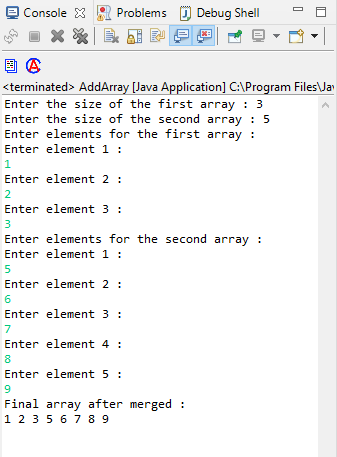 Console Problems Debug Shell
<terminated> AddArray [Java Application] C:\Program Files\Jav
Enter the size of the first array : 3
Enter the size of the second array : 5
Enter elements for the first array :
Enter element 1 :
1
Enter element 2 :
2
Enter element 3 :
3
Enter elements for the second array :
Enter element 1 :
5
Enter element 2 :
6
Enter element 3 :
7
Enter element 4 :
8
Enter element 5 :
9
Final array after merged :
1 2 3 5 6 7 8 9